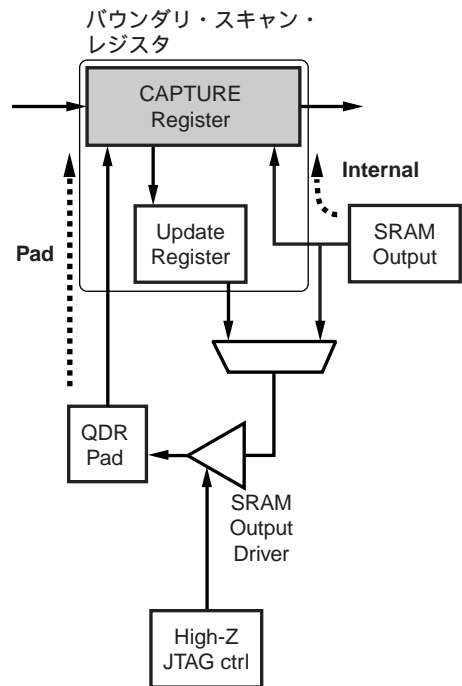 バウンダリ・スキャン・
レジスタ
CAPTURE
Register
Internal
Pad
Update
Register
SRAM
Output
QDR
Pad
SRAM
Output
Driver
High-Z
JTAG ctrl